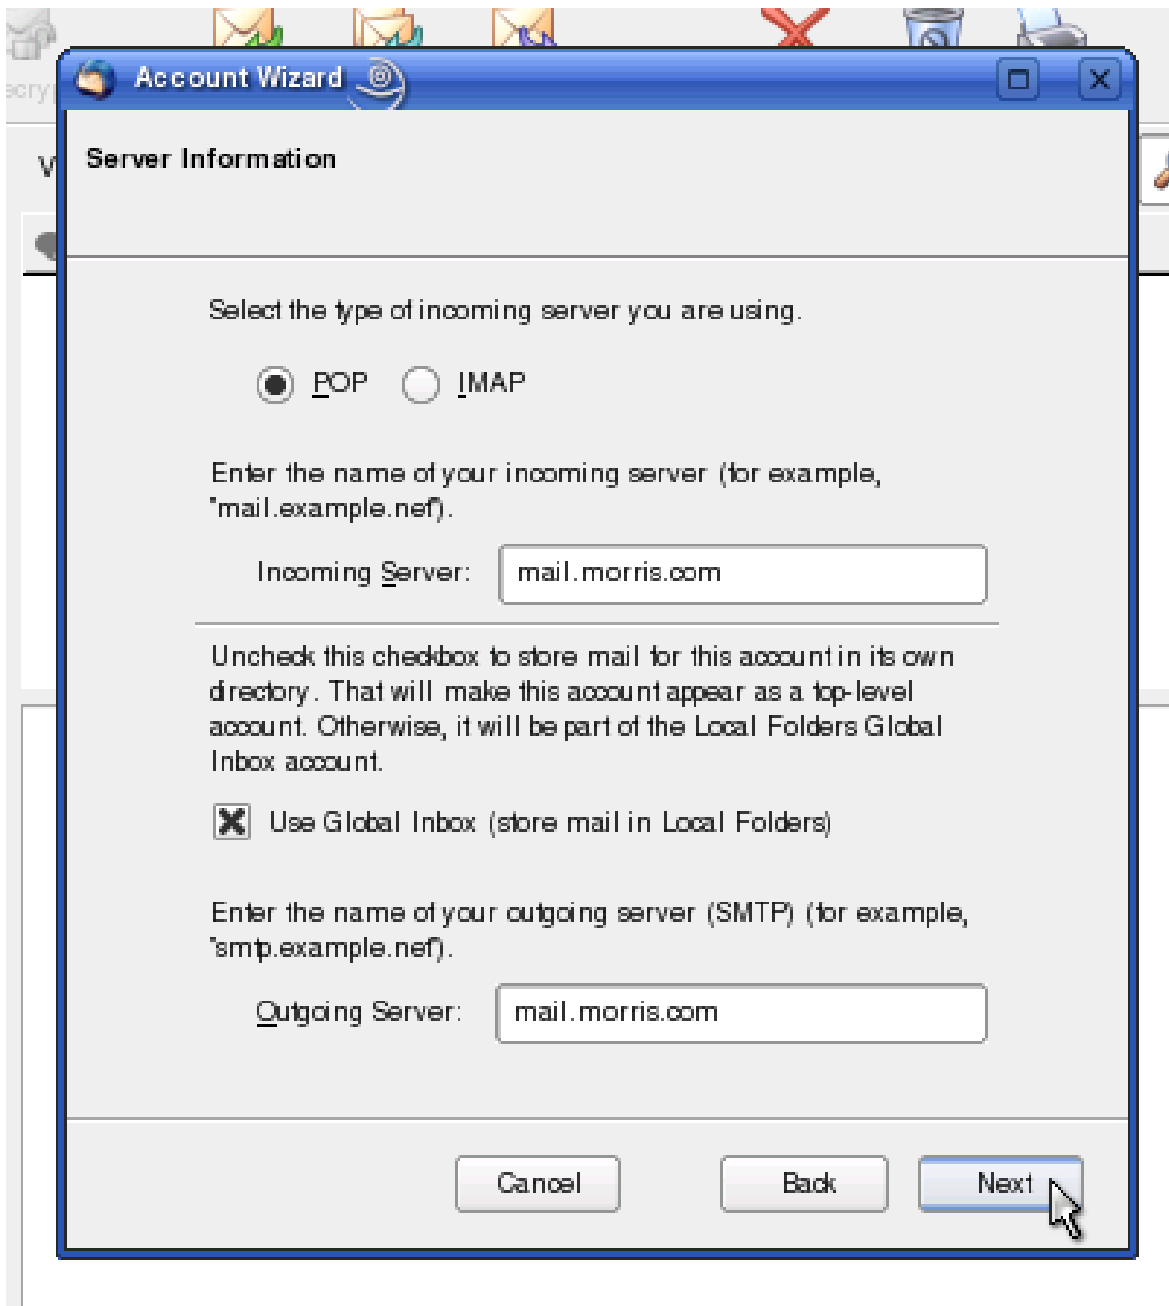 Account Wizard
Server Information
Select the type of incoming server you are using.
POP IMAP
Enter the name of your incoming server (for example,
"mail.example.net").
Incoming Server: mail.morris.com
Uncheck this checkbox to store mail for this account in its own
directory. That will make this account appear as a top-level
account. Otherwise, it will be part of the Local Folders Global
Inbox account.
Use Global Inbox (store mail in Local Folders)
Enter the name of your outgoing server (SMTP) (for example,
"smtp.example.net").
Outgoing Server: mail.morris.com
Cancel Back Next